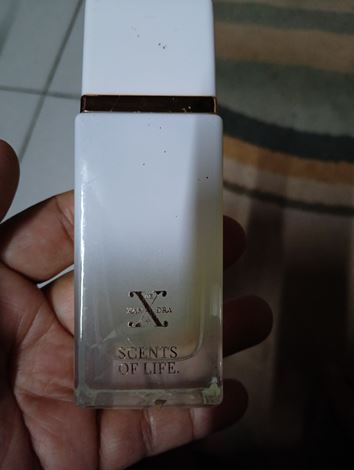 X
SCENTS
OF LIFE.